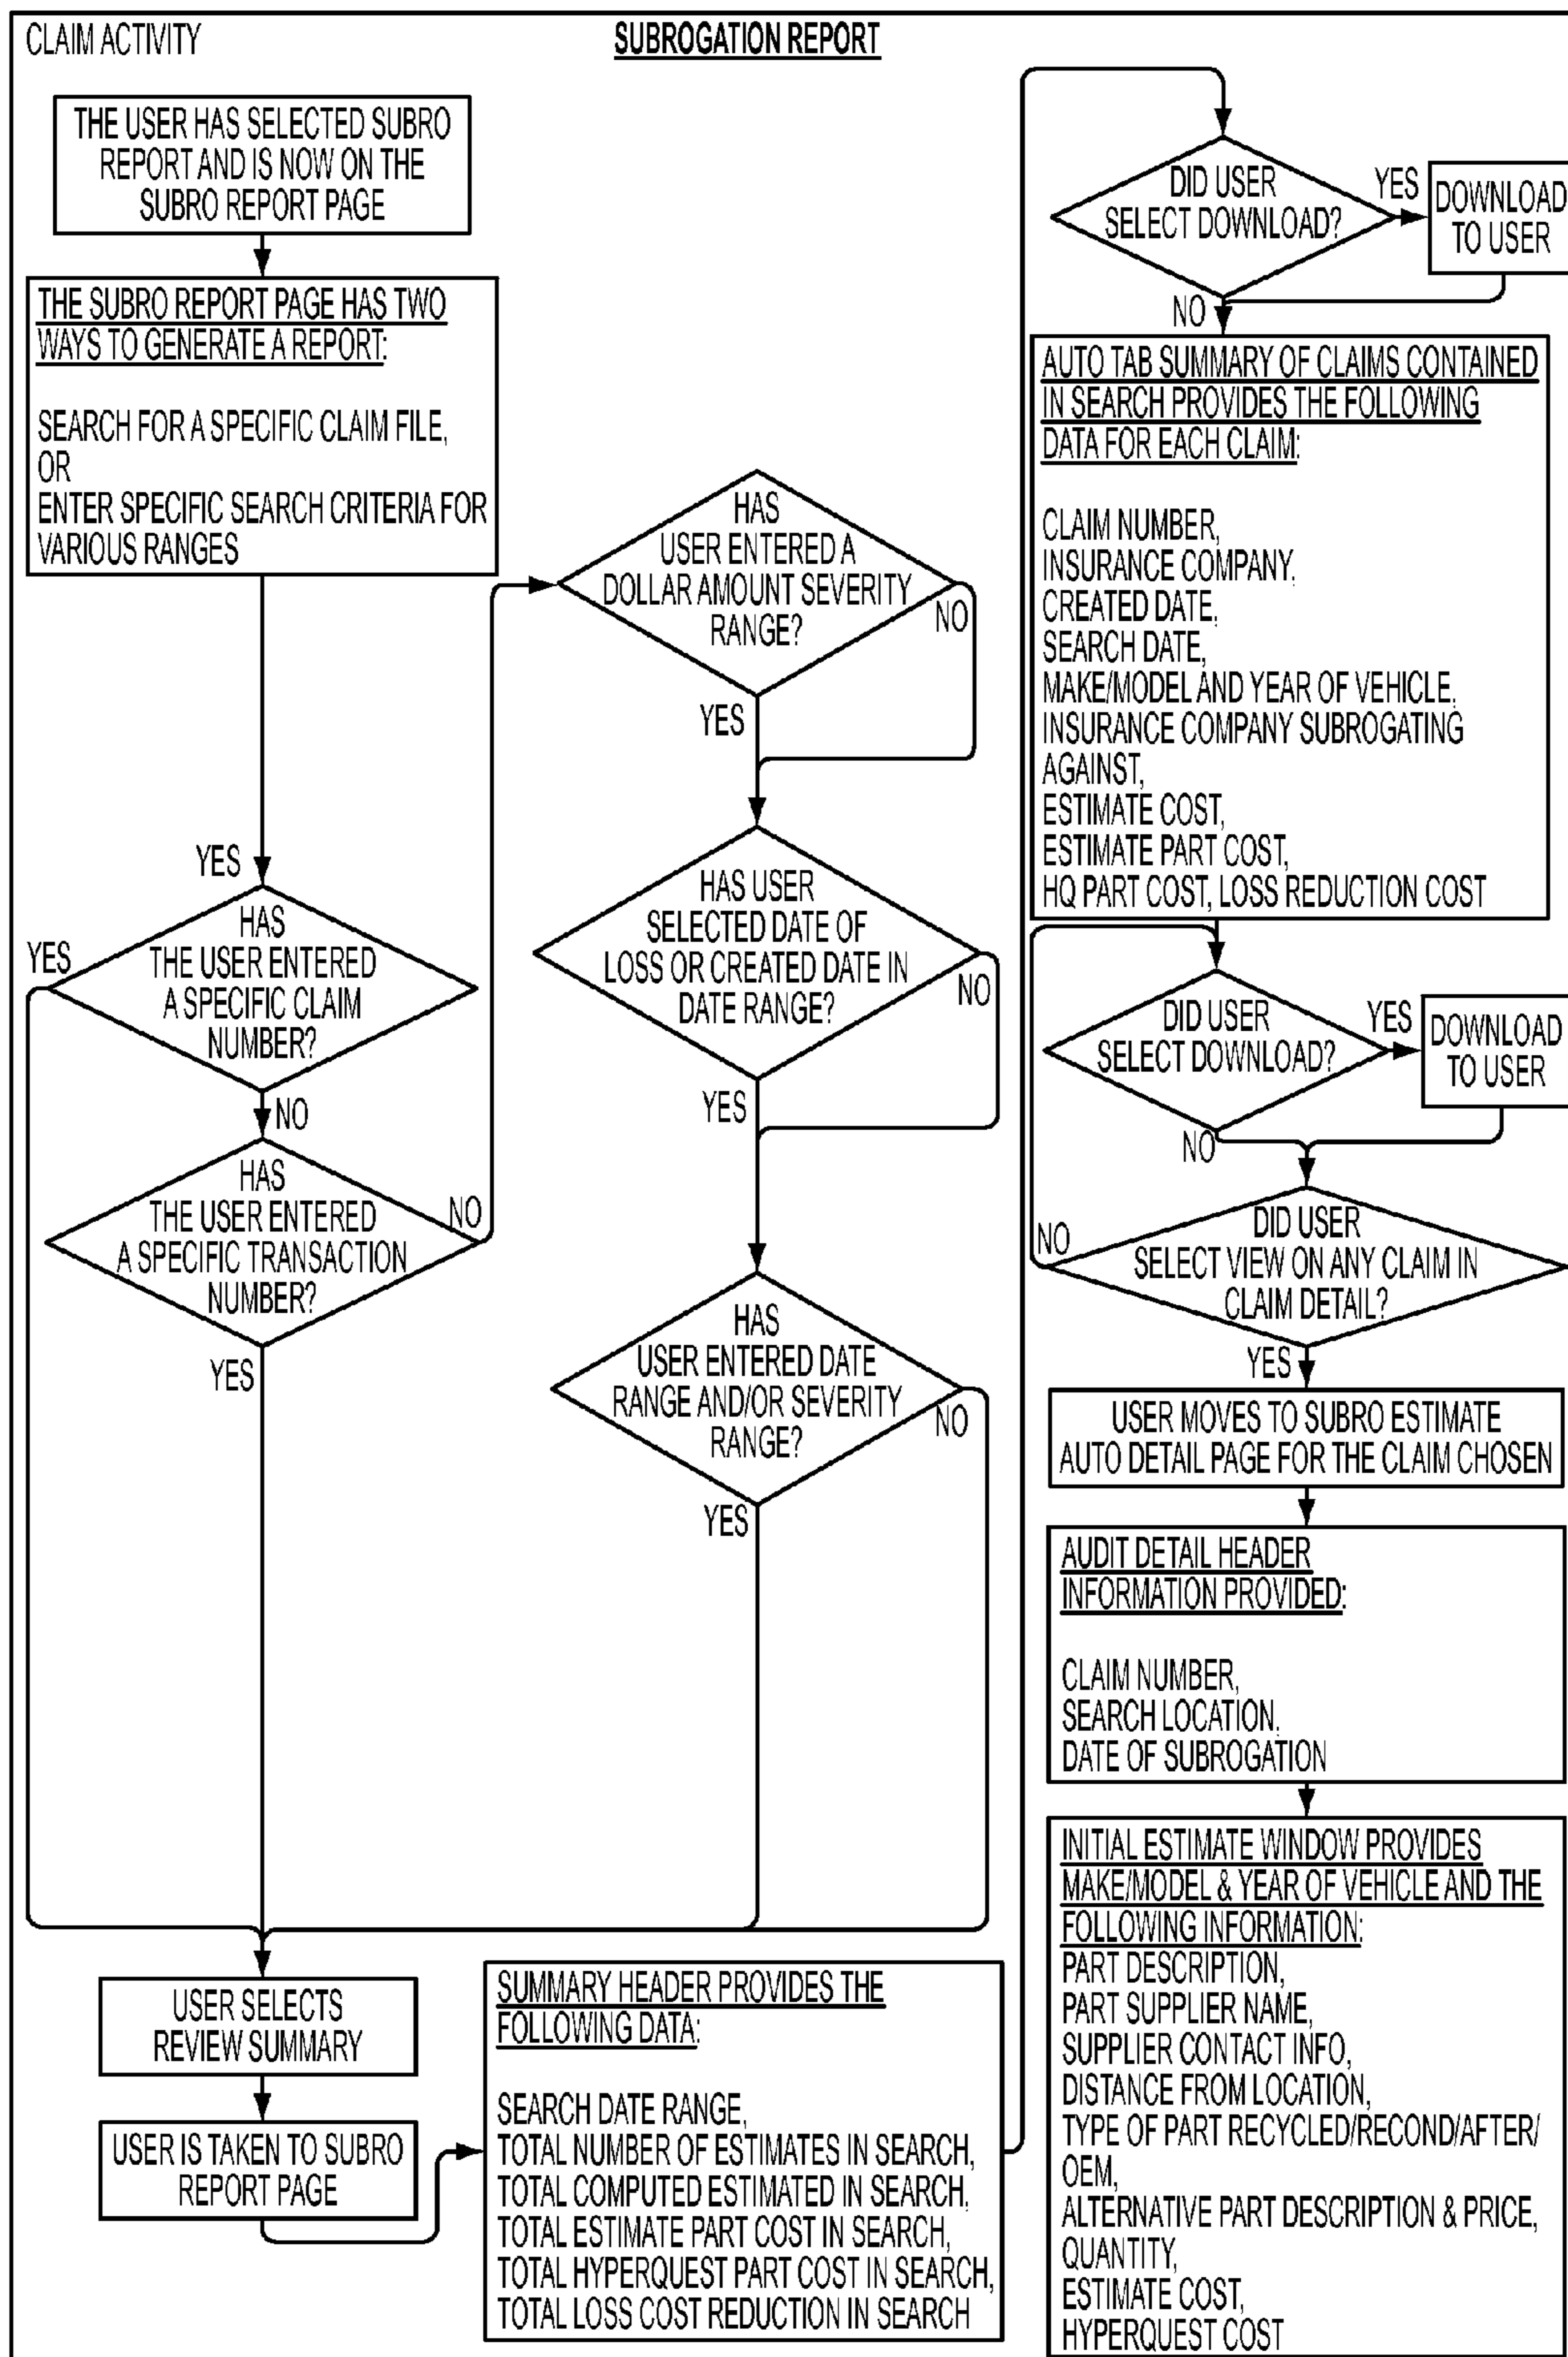 CLAIM ACTIVITY
SUBROGATION REPORT
THE USER HAS SELECTED SUBRO
REPORT AND IS NOW ON THE
SUBRO REPORT PAGE
THE SUBRO REPORT PAGE HAS TWO
WAYS TO GENERATE A REPORT:
SEARCH FOR A SPECIFIC CLAIM FILE,
OR
ENTER SPECIFIC SEARCH CRITERIA FOR
VARIOUS RANGES
YES
HAS
THE USER ENTERED
A SPECIFIC CLAIM
NUMBER?
YES
NO
HAS
THE USER ENTERED
A SPECIFIC TRANSACTION
NUMBER?
NO
YES
HAS
USER ENTERED A
DOLLAR AMOUNT SEVERITY
RANGE?
NO
YES
HAS USER
SELECTED DATE OF
LOSS OR CREATED DATE IN
DATE RANGE?
NO
YES
HAS
USER ENTERED DATE
RANGE AND/OR SEVERITY
RANGE?
NO
YES
USER SELECTS
REVIEW SUMMARY
USER IS TAKEN TO SUBRO
REPORT PAGE
SUMMARY HEADER PROVIDES THE
FOLLOWING DATA:
SEARCH DATE RANGE,
TOTAL NUMBER OF ESTIMATES IN SEARCH,
TOTAL COMPUTED ESTIMATED IN SEARCH,
TOTAL ESTIMATE PART COST IN SEARCH,
TOTAL HYPERQUEST PART COST IN SEARCH,
TOTAL LOSS COST REDUCTION IN SEARCH
DID USER
SELECT DOWNLOAD?
YES
DOWNLOAD
TO USER
NO
AUTO TAB SUMMARY OF CLAIMS CONTAINED
IN SEARCH PROVIDES THE FOLLOWING
DATA FOR EACH CLAIM:
CLAIM NUMBER,
INSURANCE COMPANY,
CREATED DATE,
SEARCH DATE,
MAKE/MODEL AND YEAR OF VEHICLE,
INSURANCE COMPANY SUBROGATING
AGAINST,
ESTIMATE COST,
ESTIMATE PART COST,
HQ PART COST, LOSS REDUCTION COST
DID USER
SELECT DOWNLOAD?
YES
DOWNLOAD
TO USER
NO
DID USER
SELECT VIEW ON ANY CLAIM IN
CLAIM DETAIL?
NO
YES
USER MOVES TO SUBRO ESTIMATE
AUTO DETAIL PAGE FOR THE CLAIM CHOSEN
AUDIT DETAIL HEADER
INFORMATION PROVIDED:
CLAIM NUMBER,
SEARCH LOCATION,
DATE OF SUBROGATION
INITIAL ESTIMATE WINDOW PROVIDES
MAKE/MODEL & YEAR OF VEHICLE AND THE
FOLLOWING INFORMATION:
PART DESCRIPTION,
PART SUPPLIER NAME,
SUPPLIER CONTACT INFO,
DISTANCE FROM LOCATION,
TYPE OF PART RECYCLED/RECOND/AFTER/
OEM,
ALTERNATIVE PART DESCRIPTION & PRICE,
QUANTITY,
ESTIMATE COST,
HYPERQUEST COST